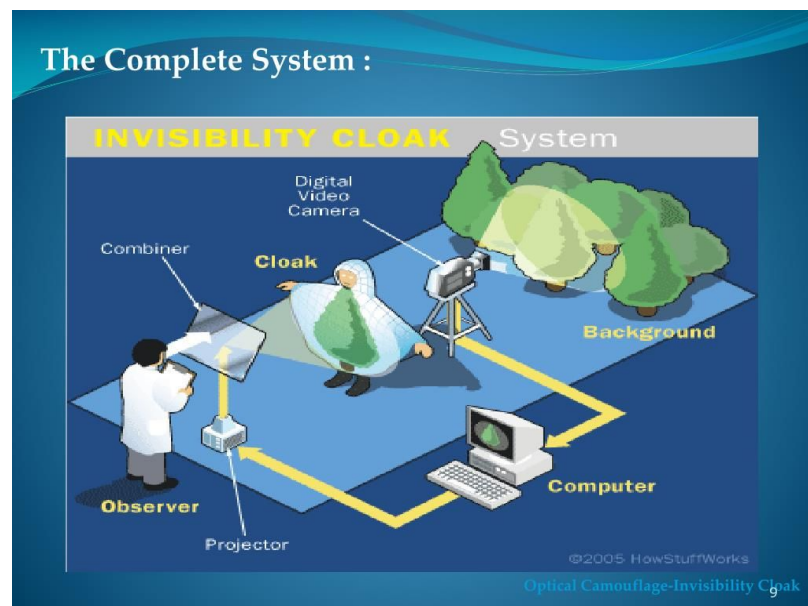 The Complete System :
INVISIBILITY CLOAK System
Digital
Video
Camera
Combiner
Cloak
Background
Computer
Observer
Projector
©2005 HowStuffWorks
Optical Camouflage-Invisibility Cloak
9